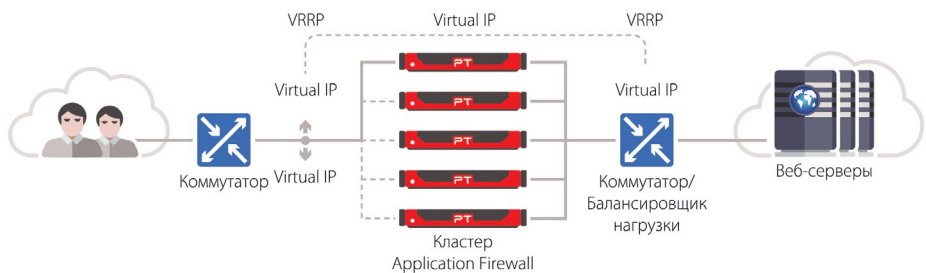 VRRP
Virtual IP
VRRP
PT
Virtual IP
Virtual IP
PT
PT
Virtual IP
Коммутатор
PT
Коммутатор/
Балансировщик
нагрузки
Веб-серверы
PT
Кластер
Application Firewall